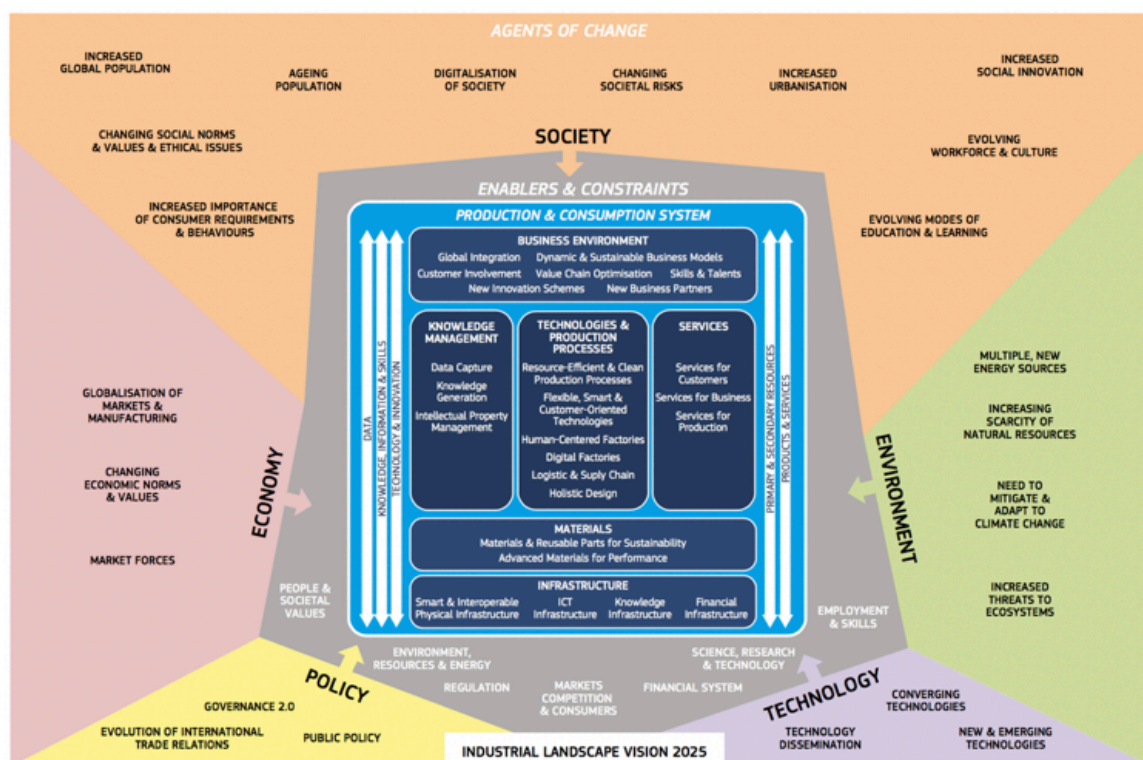 AGENTS OF CHANGE
INCREASED
GLOBAL POPULATION
AGEING
POPULATION
DIGITALISATION
OF SOCIETY
CHANGING
SOCIETAL RISKS
INCREASED
URBANISATION
INCREASED
SOCIAL INNOVATION
CHANGING SOCIAL NORMS
& VALUES & ETHICAL ISSUES
SOCIETY
EVOLVING
WORKFORCE & CULTURE
INCREASED IMPORTANCE
OF CONSUMER REQUIREMENTS
& BEHAVIOURS
EVOLVING MODES OF
EDUCATION & LEARNING
ENABLERS & CONSTRAINTS
PRODUCTION & CONSUMPTION SYSTEM
BUSINESS ENVIRONMENT
Global Integration Dynamic & Sustainable Business Models
Customer Involvement Value Chain Optimisation Skills & Talents
New Innovation Schemes New Business Partners
DATA
KNOWLEDGE, INFORMATION & SKILLS
TECHNOLOGY & INNOVATION
KNOWLEDGE
MANAGEMENT
Data Capture
Knowledge
Generation
Intellectual Property
Management
TECHNOLOGIES &
PRODUCTION
PROCESSES
Resource-Efficient & Clean
Production Processes
Flexible, Smart &
Customer-Oriented
Technologies
Human-Centered Factories
Digital Factories
Logistic & Suply Chain
Holistic Design
SERVICES
Services for
Customers
Services for Business
Services for
Production
PRIMARY & SECONDARY RESOURCES
PRODUCTS & SERVICES
MATERIALS
Materials & Reusable Parts for Sustainability
Advanced Materials for Performance
INFRASTRUCTURE
Smart & Interoperable
Physical Infrastructure
ICT
Infrastructure
Knowledge
Infrastructure
Financial
Infrastructure
ECONOMY
GLOBALISATION OF
MARKETS &
MANUFACTURING
CHANGING
ECONOMIC NORMS
& VALUES
MARKET FORCES
ENVIRONMENT
MULTIPLE, NEW
ENERGY SOURCES
INCREASING
SCARCITY OF
NATURAL RESOURCES
NEED TO
MITIGATE &
ADAPT TO
CLIMATE CHANGE
INCREASED
THREATS TO
ECOSYSTEMS
PEOPLE &
SOCIETAL
VALUES
ENVIRONMENT,
RESOURCES & ENERGY
REGULATION
MARKETS
COMPETITION
& CONSUMERS
FINANCIAL SYSTEM
SCIENCE, RESEARCH
& TECHNOLOGY
EMPLOYMENT
& SKILLS
POLICY
GOVERNANCE 2.0
EVOLUTION OF INTERNATIONAL
TRADE RELATIONS
PUBLIC POLICY
TECHNOLOGY
CONVERGING
TECHNOLOGIES
TECHNOLOGY
DISSEMINATION
NEW & EMERGING
TECHNOLOGIES
INDUSTRIAL LANDSCAPE VISION 2025